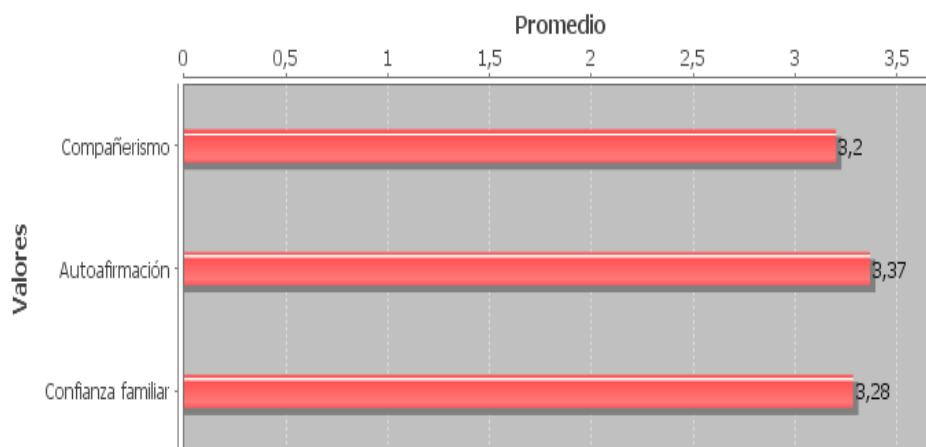 Promedio
0 0,5 1 1,5 2 2,5 3 3,5
Valores
Compañerismo 3,2
Autoafirmación 3,37
Confianza familiar 3,28